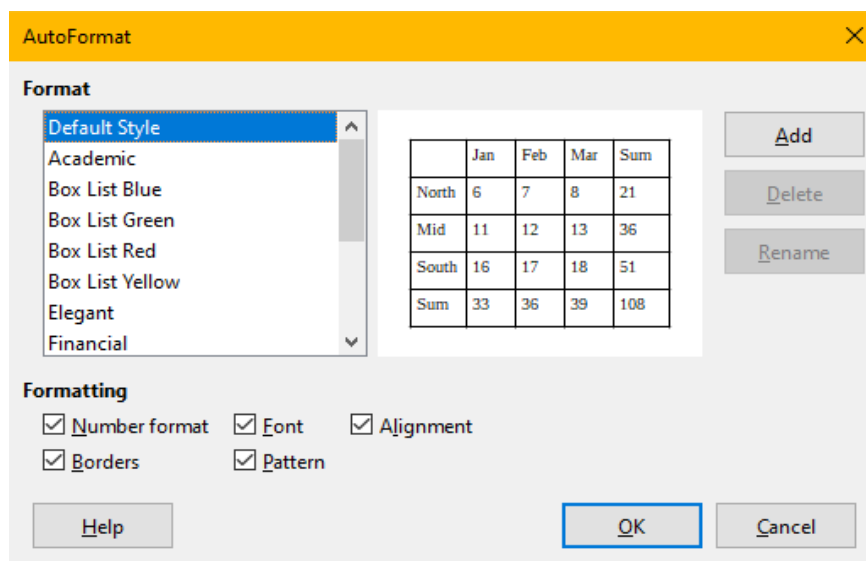 AutoFormat
Format
Default Style
Academic
Box List Blue
Box List Green
Box List Red
Box List Yellow
Elegant
Financial
Jan Feb Mar Sum
North 6 7 8 21
Mid 11 12 13 36
South 16 17 18 51
Sum 33 36 39 108
Add
Delete
Rename
Formatting
Number format Font Alignment
Borders Pattern
Help OK Cancel